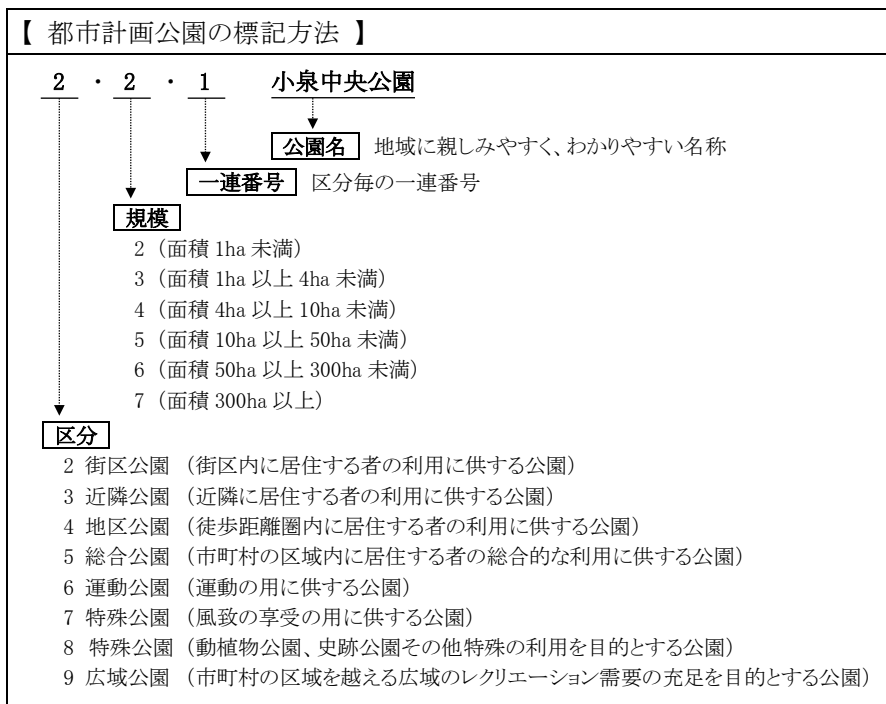 【 都市計画公園の標記方法 】
2 ・ 2 ・ 1 小泉中央公園
公園名 地域に親しみやすく、わかりやすい名称
一連番号 区分毎の一連番号
規模
2 (面積 1ha 未満)
3 (面積 1ha 以上 4ha 未満)
4 (面積 4ha 以上 10ha 未満)
5 (面積 10ha 以上 50ha 未満)
6 (面積 50ha 以上 300ha 未満)
7 (面積 300ha 以上)
区分
2 街区公園 (街区内に居住する者の利用に供する公園)
3 近隣公園 (近隣に居住する者の利用に供する公園)
4 地区公園 (徒歩距離圏内に居住する者の利用に供する公園)
5 総合公園 (市町村の区域内に居住する者の総合的な利用に供する公園)
6 運動公園 (運動の用に供する公園)
7 特殊公園 (風致の享受の用に供する公園)
8 特殊公園 (動植物公園、史跡公園その他特殊の利用を目的とする公園)
9 広域公園 (市町村の区域を越える広域のレクリエーション需要の充足を目的とする公園)